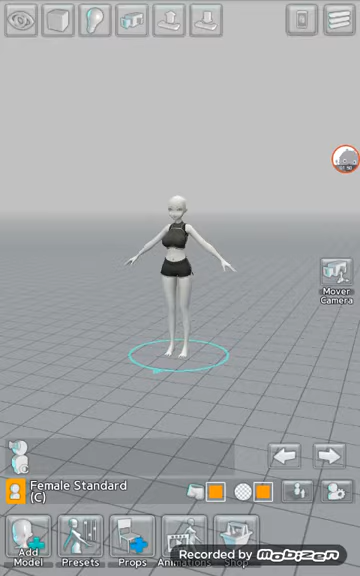 Mover
Camera
Female Standard
(C)
Add
Model
Presets
Props
Animations
Shop
Recorded by mobizen